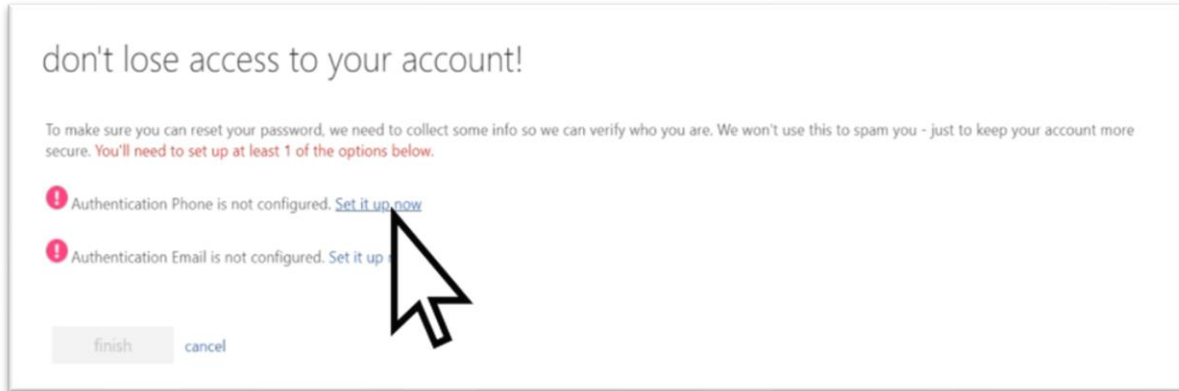 don't lose access to your account!
To make sure you can reset your password, we need to collect some info so we can verify who you are. We won't use this to spam you - just to keep your account more
secure. You'll need to set up at least 1 of the options below.
! Authentication Phone is not configured. Set it up now
! Authentication Email is not configured. Set it up
finish cancel